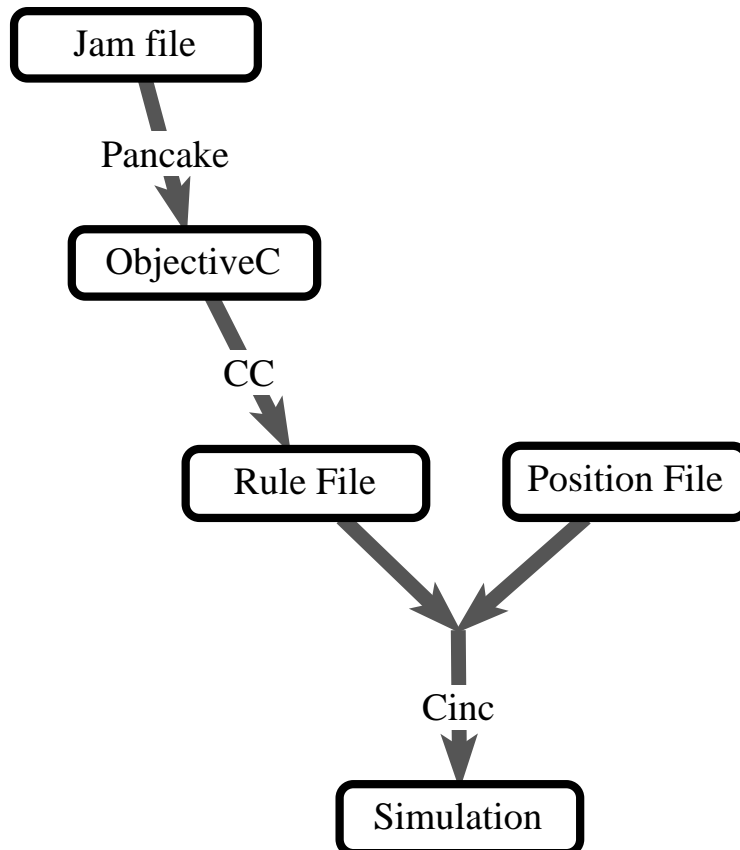 Jam file
Pancake
ObjectiveC
CC
Rule File
Position File
Cinc
Simulation